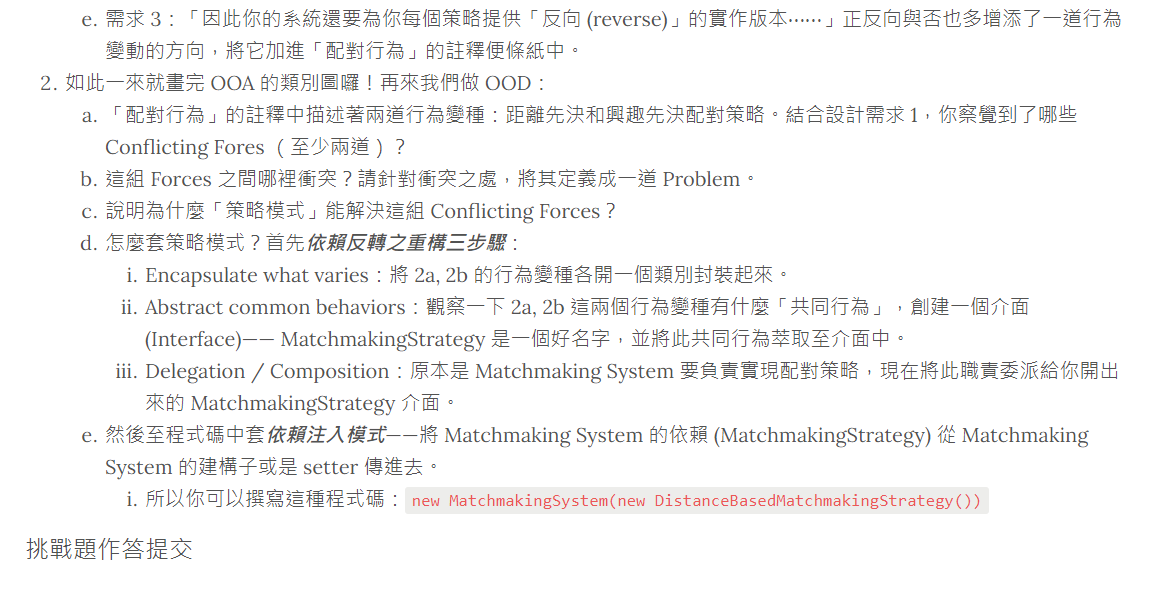 e. 需求 3：「因此你的系統還要為你每個策略提供「反向 (reverse)」的實作版本……」正反向與否也多增添了一道行為
變動的方向，將它加進「配對行為」的註釋便條紙中。
2. 如此一來就畫完 OOA 的類別圖囉！再來我們做 OOD：
a. 「配對行為」的註釋中描述著兩道行為變種：距離先決和興趣先決配對策略。結合設計需求 1，你察覺到了哪些
Conflicting Fores （至少兩道）？
b. 這組 Forces 之間哪裡衝突？請針對衝突之處，將其定義成一道 Problem。
c. 說明為什麼「策略模式」能解決這組 Conflicting Forces？
d. 怎麼套策略模式？首先依賴反轉之重構三步驟：
i. Encapsulate what varies：將 2a, 2b 的行為變種各開一個類別封裝起來。
ii. Abstract common behaviors：觀察一下 2a, 2b 這兩個行為變種有什麼「共同行為」，創建一個介面
(Interface)—— MatchmakingStrategy 是一個好名字，並將此共同行為萃取至介面中。
iii. Delegation / Composition：原本是 Matchmaking System 要負責實現配對策略，現在將此職責委派給你開出
來的 MatchmakingStrategy 介面。
e. 然後至程式碼中套依賴注入模式——將 Matchmaking System 的依賴 (MatchmakingStrategy) 從 Matchmaking
System 的建構子或是 setter 傳進去。
i. 所以你可以撰寫這種程式碼： new MatchmakingSystem(new DistanceBasedMatchmakingStrategy())
挑戰題作答提交